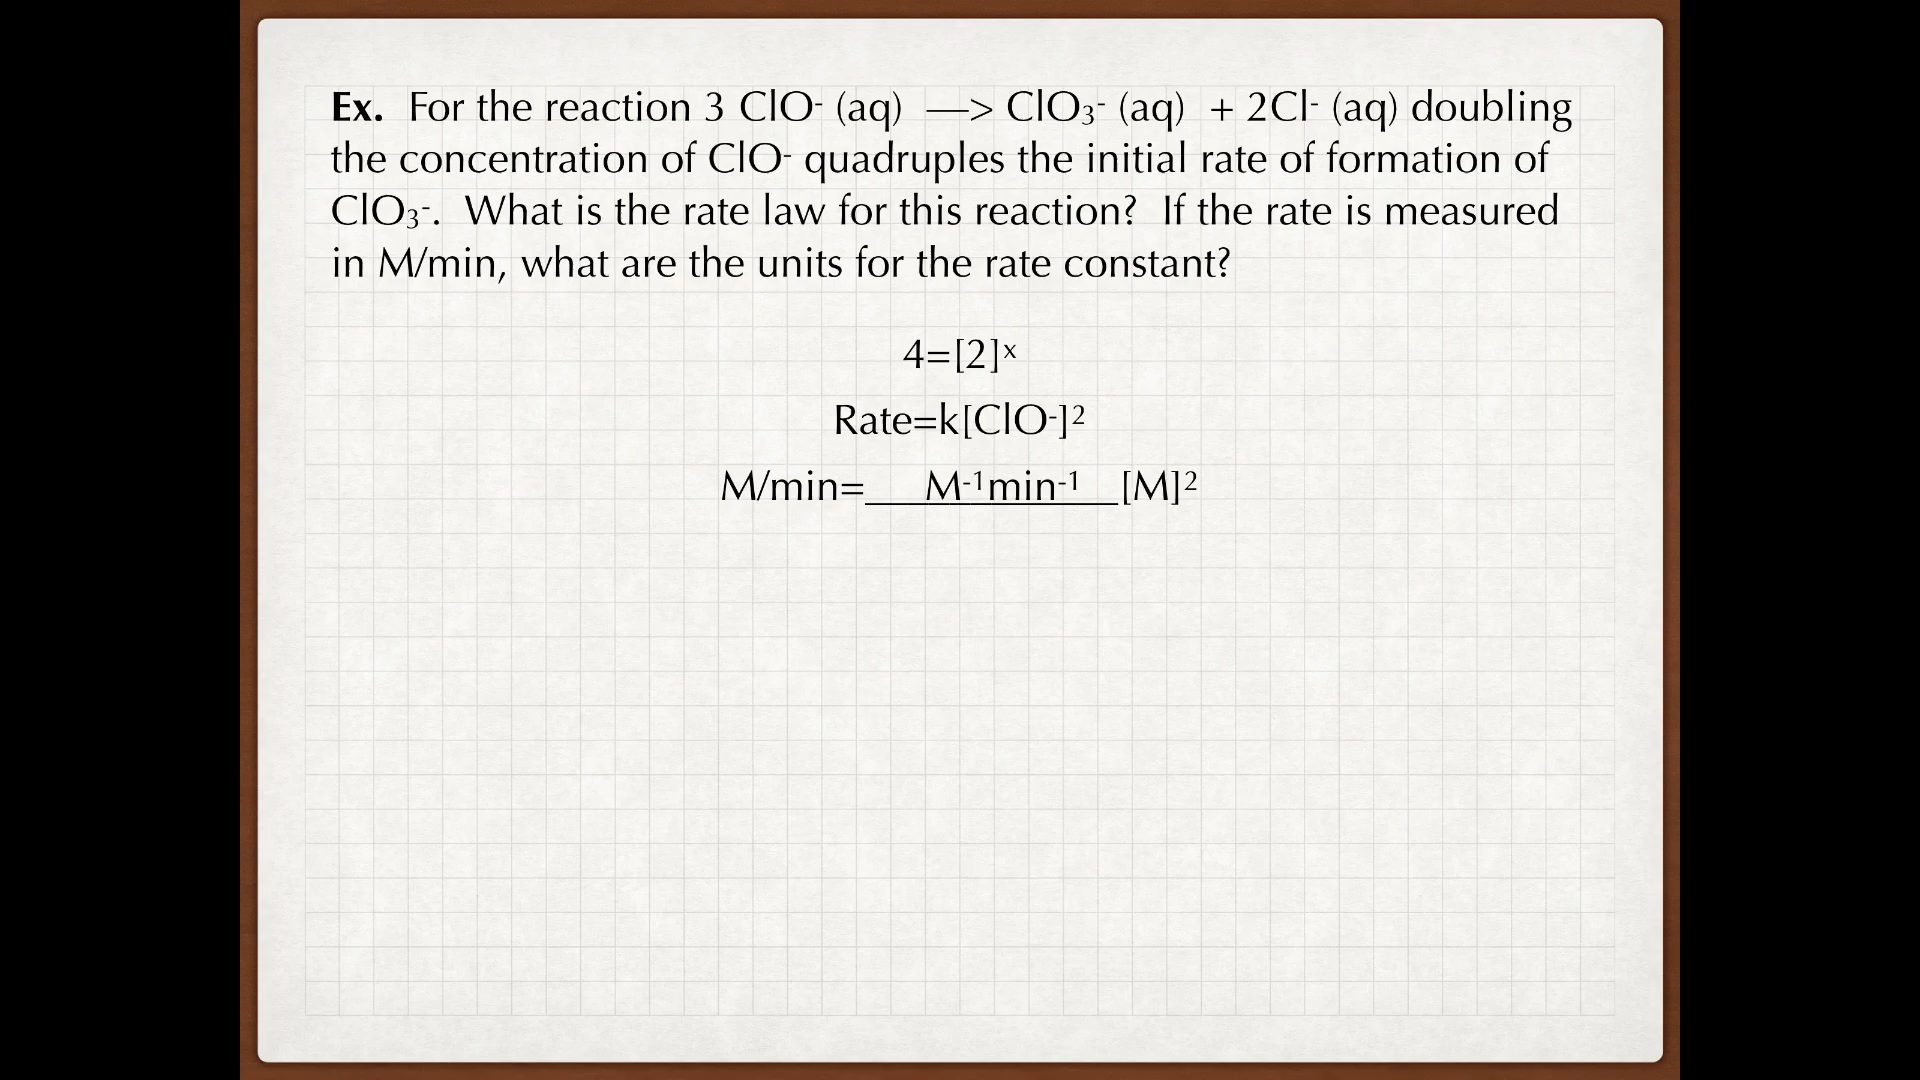 Ex. For the reaction 3 ClO⁻ (aq) —> ClO₃⁻ (aq) + 2Cl⁻ (aq) doubling
the concentration of ClO⁻ quadruples the initial rate of formation of
ClO₃⁻. What is the rate law for this reaction? If the rate is measured
in M/min, what are the units for the rate constant?
4=[2]ˣ
Rate=k[ClO⁻]²
M/min=___M⁻¹min⁻¹__[M]²